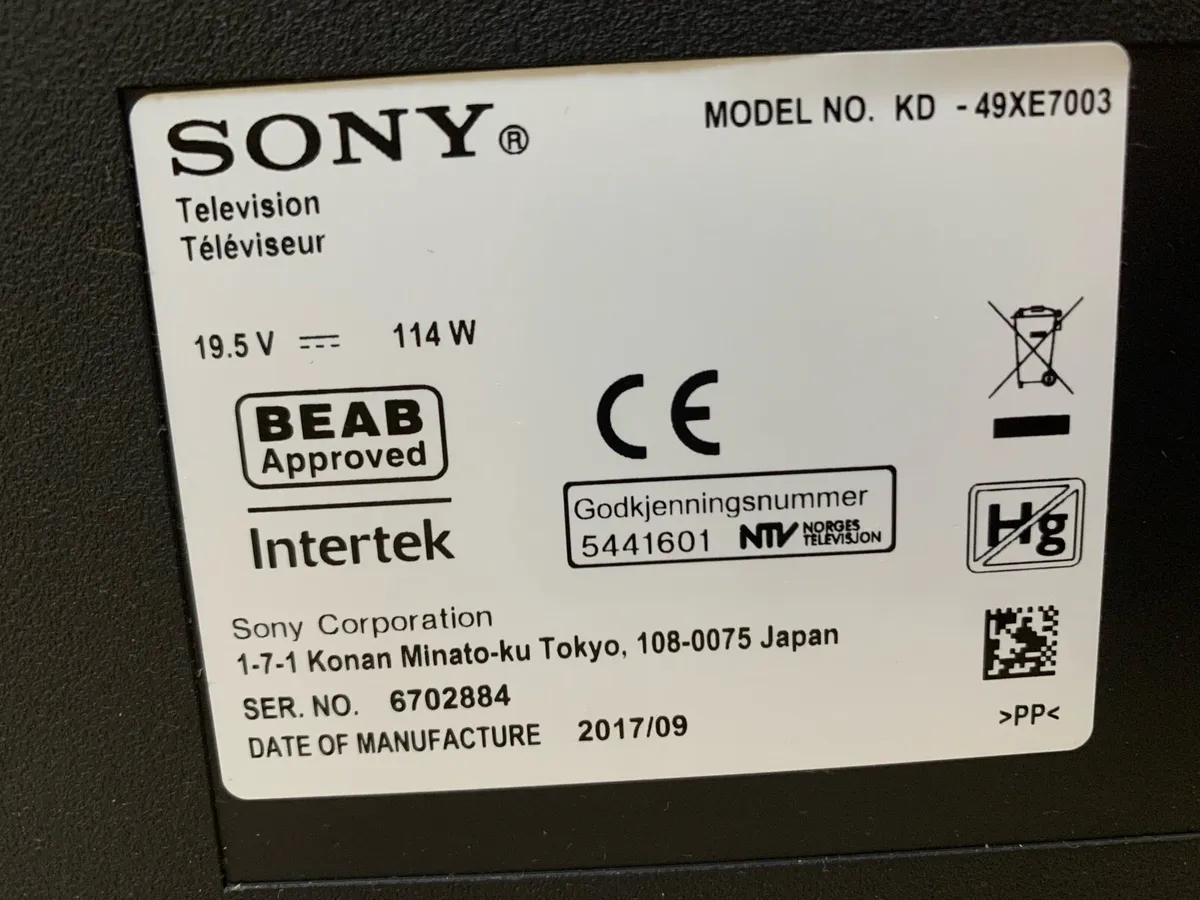 SONY®
MODEL NO. KD - 49XE7003
Television
Téléviseur
19.5 V 114 W
BEAB
Approved
Intertek
CE
Godkjenningsnummer
5441601 NTV NORGES
TELEVISJON
Hg
Sony Corporation
1-7-1 Konan Minato-ku Tokyo, 108-0075 Japan
SER. NO. 6702884
DATE OF MANUFACTURE 2017/09
>PP<